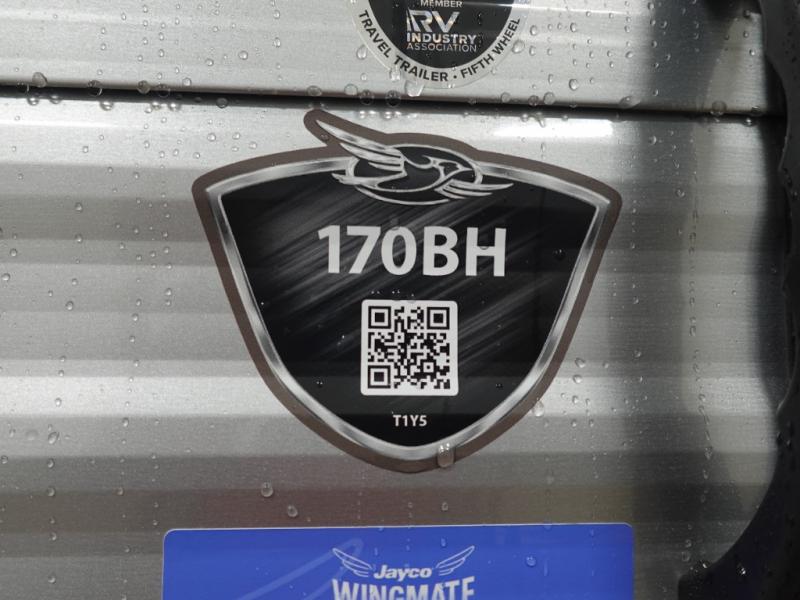 MEMBER
RV
INDUSTRY
ASSOCIATION
TRAVEL TRAILER • FIFTH WHEEL
170BH
T1Y5
Jayco
WINGMATE